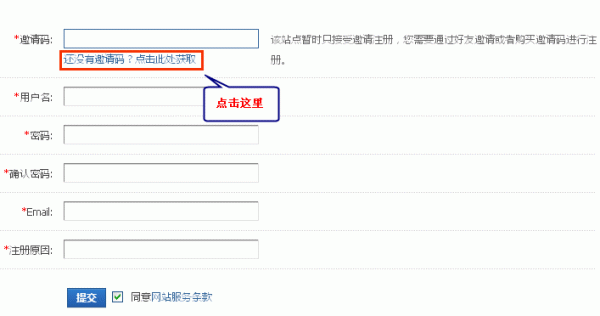 *邀请码: 该站点暂时只接受邀请注册，您需要通过好友邀请或者购买邀请码进行注
还没有邀请码？点击此处获取 册。
*用户名: 点击这里
*密码:
*确认密码:
*Email:
*注册原因:
提交 同意网站服务条款